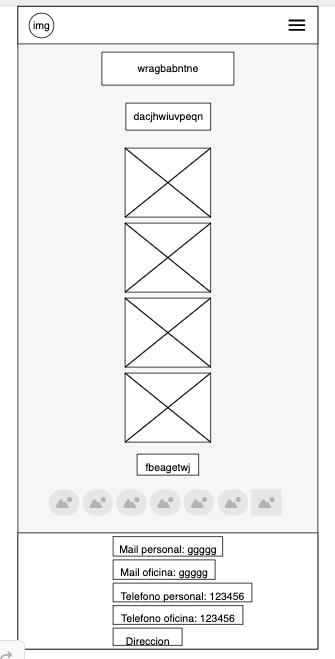 img
wragbabntne
dacjhwiuvpeqn
fbeagetwj
Mail personal: ggggg
Mail oficina: ggggg
Telefono personal: 123456
Telefono oficina: 123456
Direccion